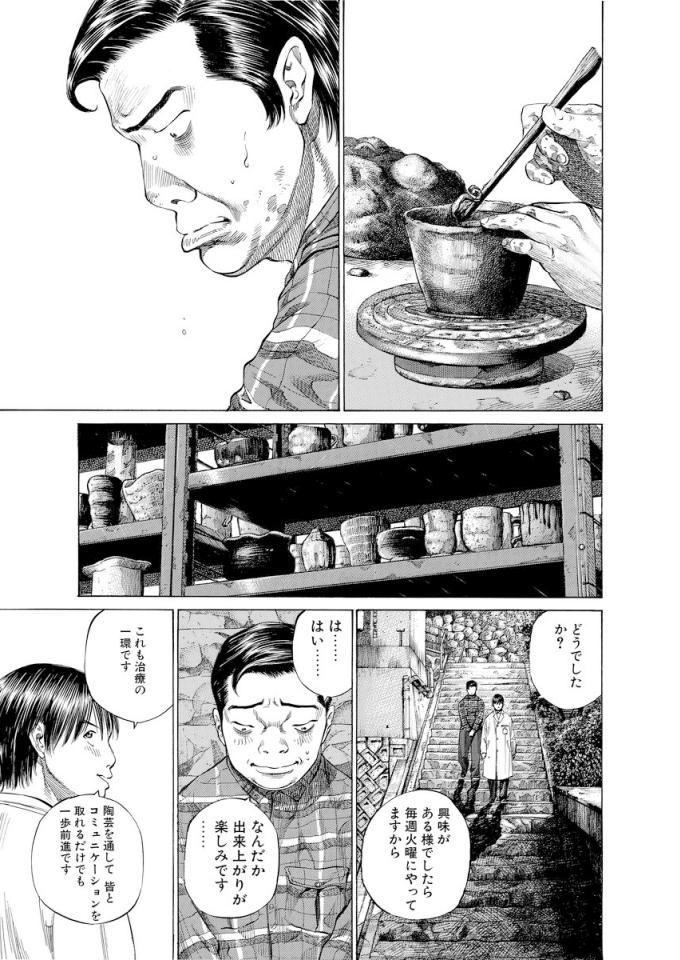 どうでした
か？
興味が
ある様でしたら
毎週火曜にやって
ますから
は……
はい……
なんだか
出来上がりが
楽しみです
……
これも治療の
一環です
陶芸を通して 皆と
コミュニケーションを
取れるだけでも
一歩前進です